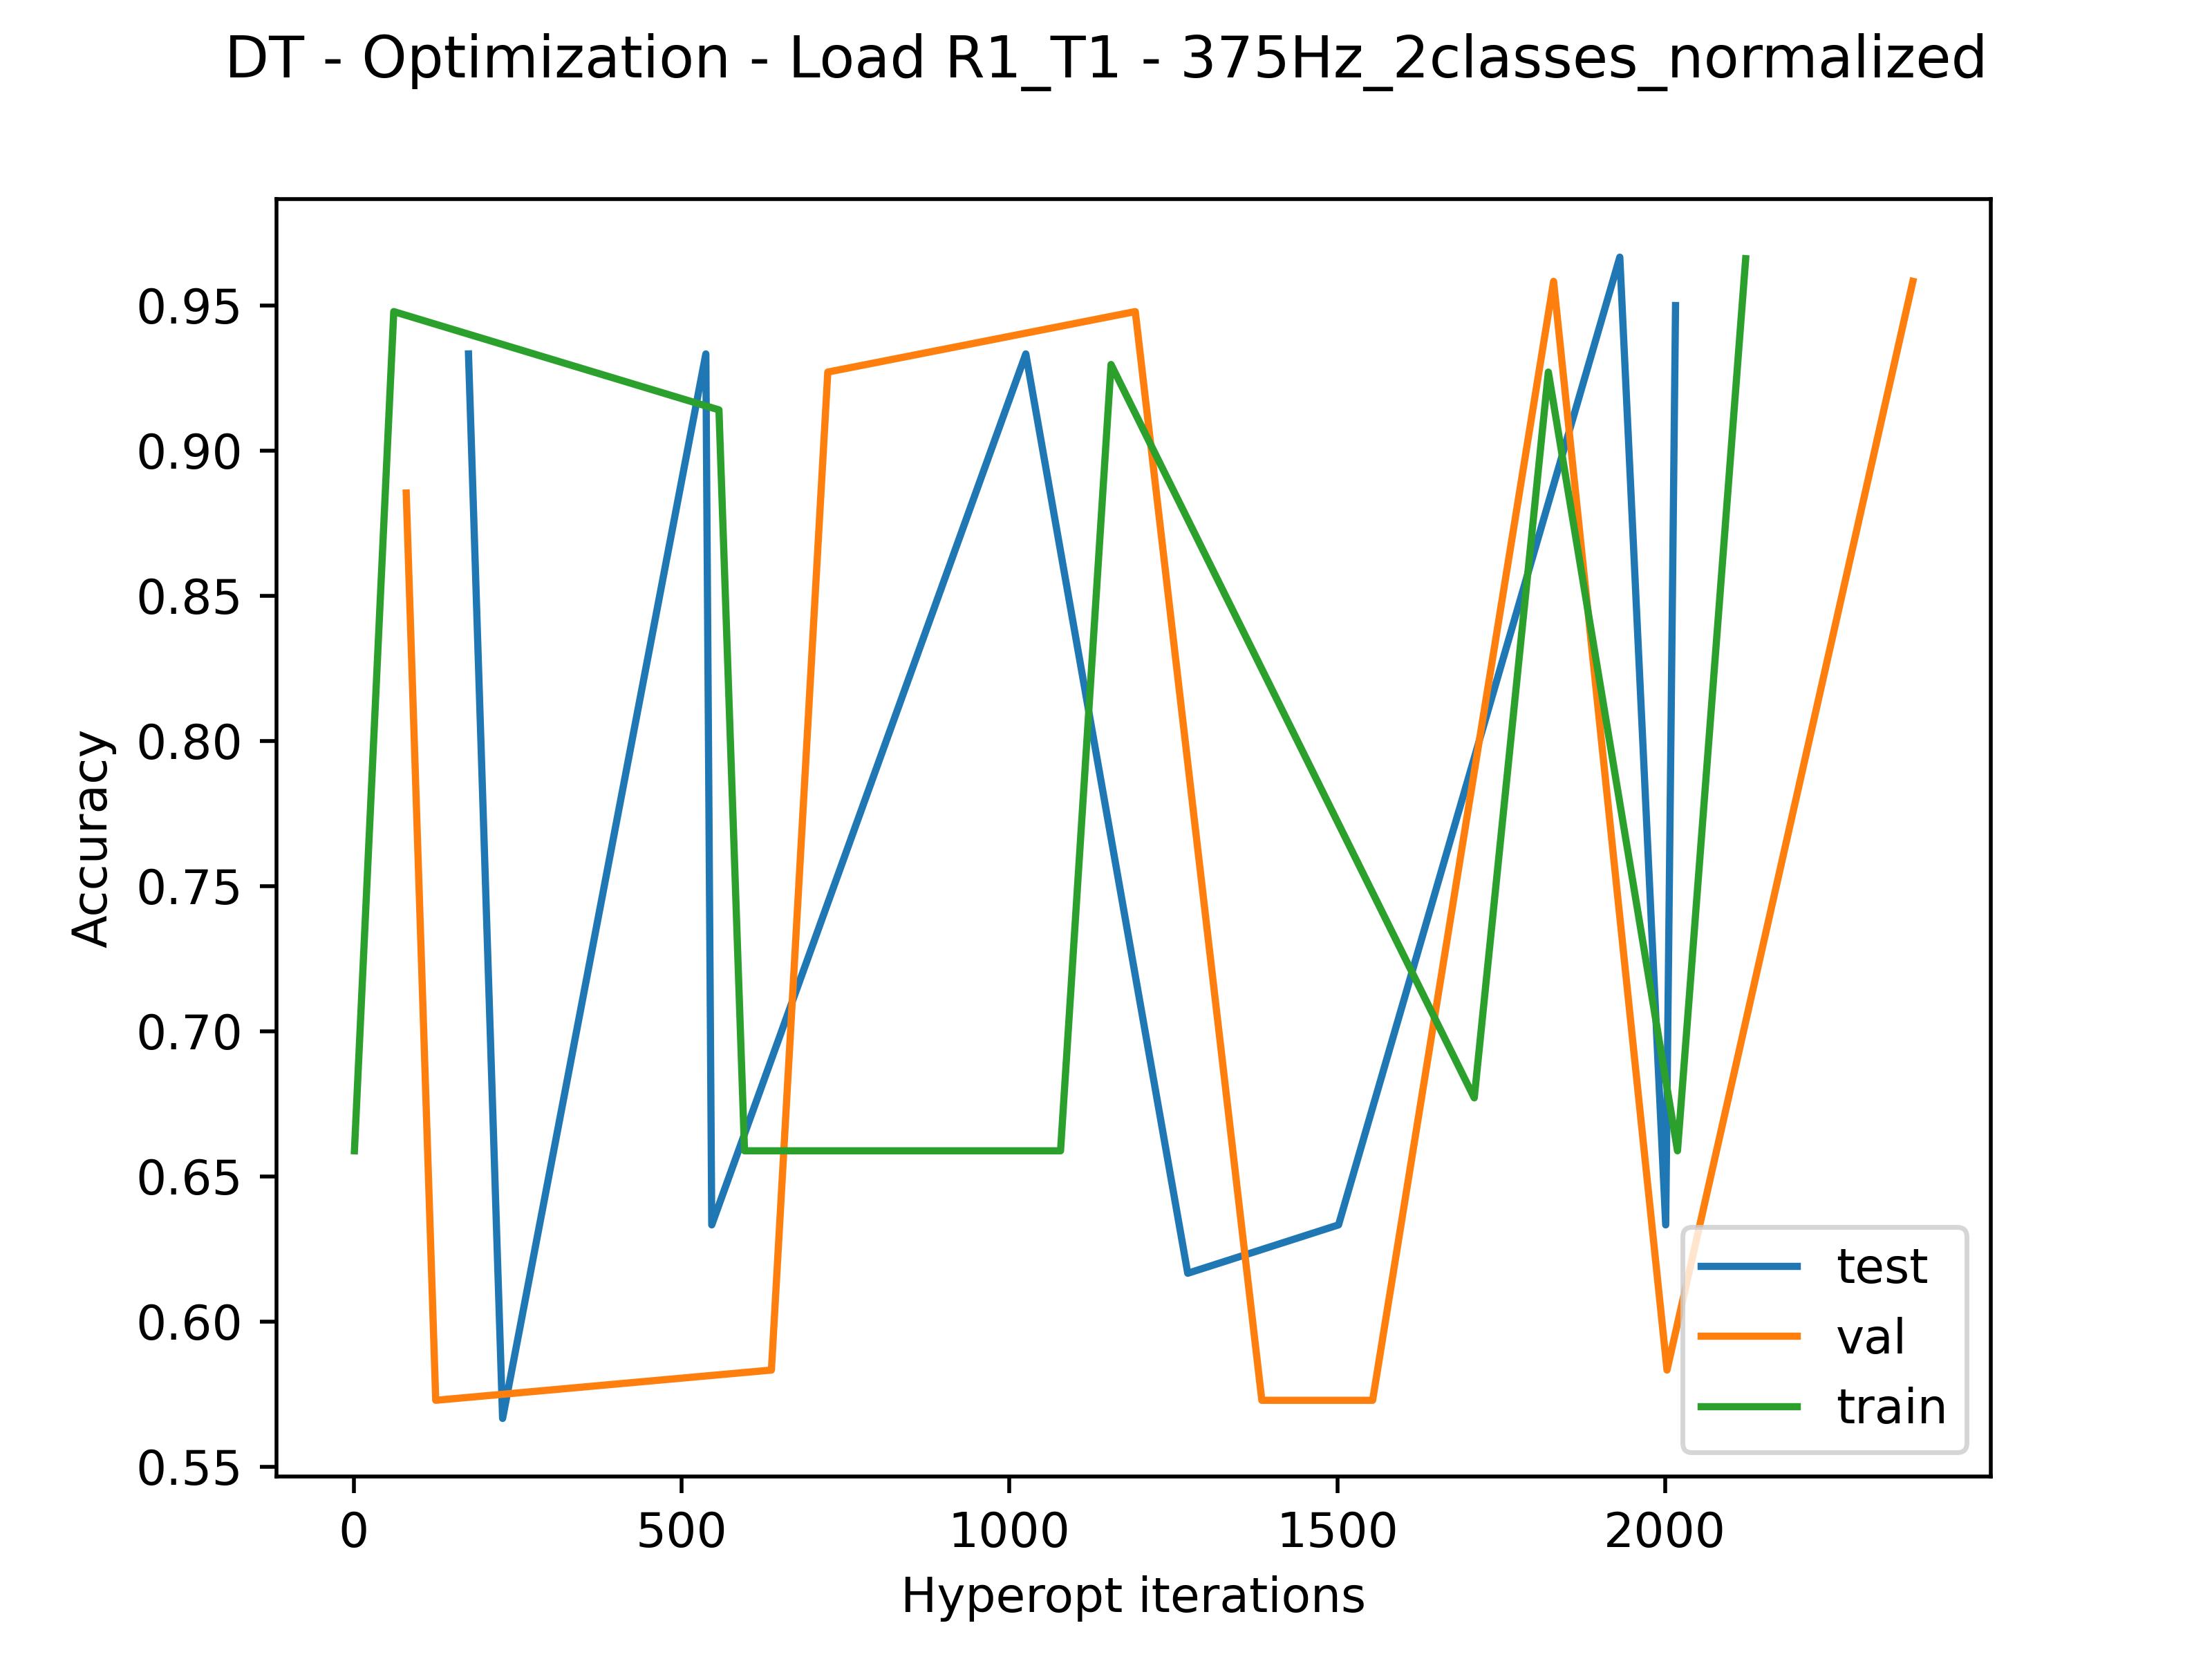 DT - Optimization - Load R1_T1 - 375Hz_2classes_normalized
0.95
0.90
0.85
0.80
0.75
0.70
0.65
0.60
0.55
Accuracy
test
val
train
0 500 1000 1500 2000
Hyperopt iterations